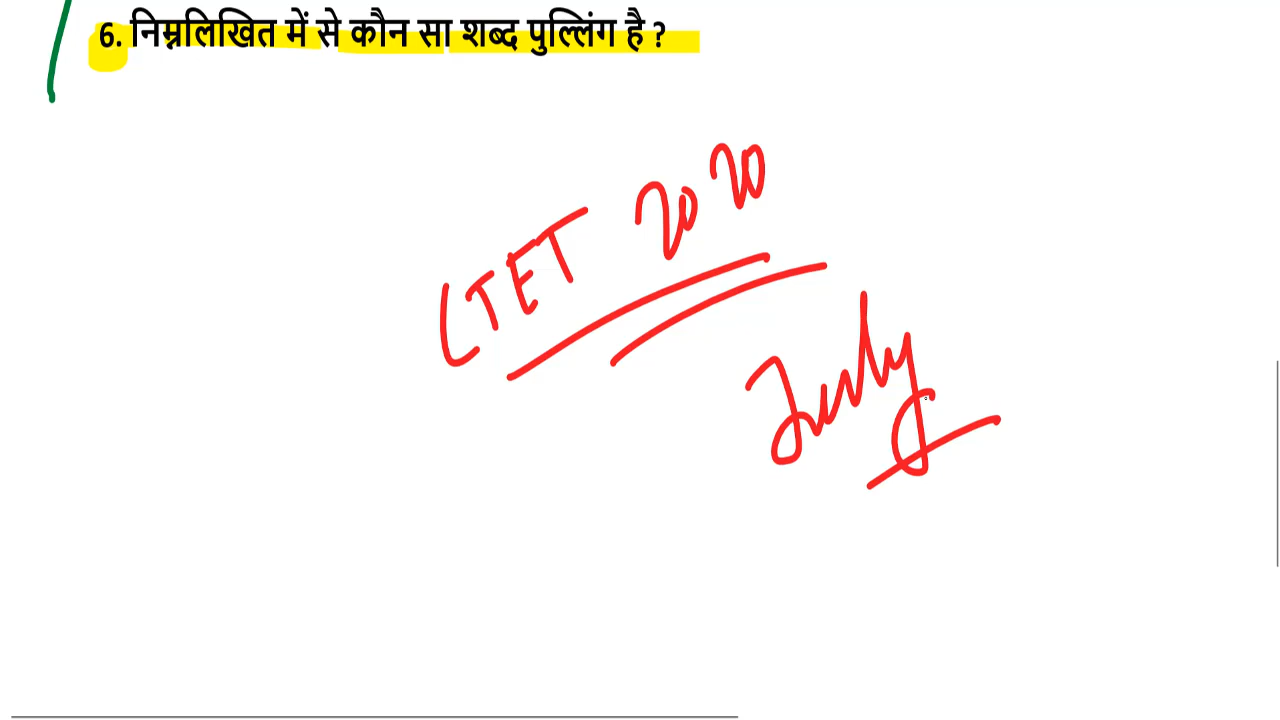 6. निम्नलिखित में से कौन सा शब्द पुल्लिंग है ?
CTET 2020
July